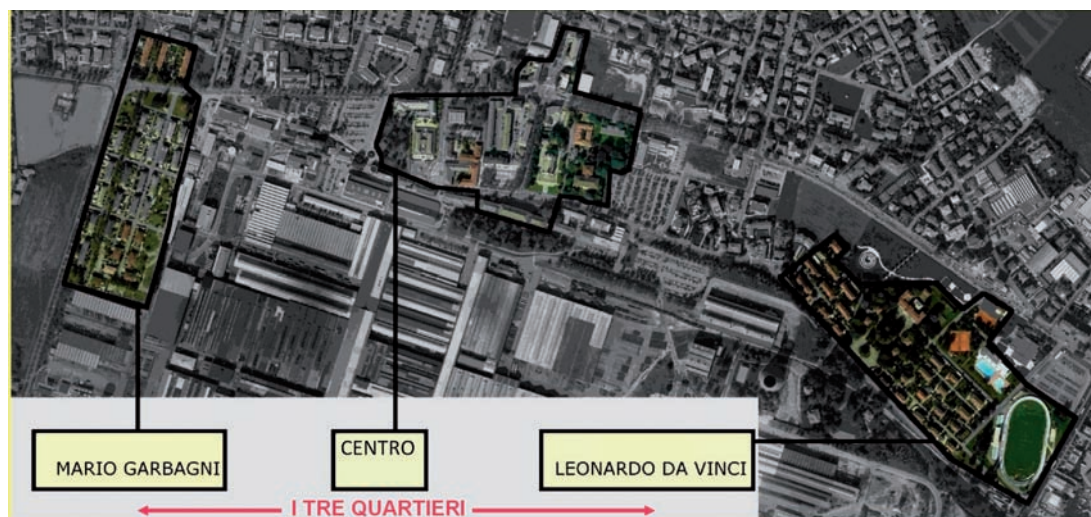 MARIO GARBAGNI
CENTRO
LEONARDO DA VINCI
I TRE QUARTIERI